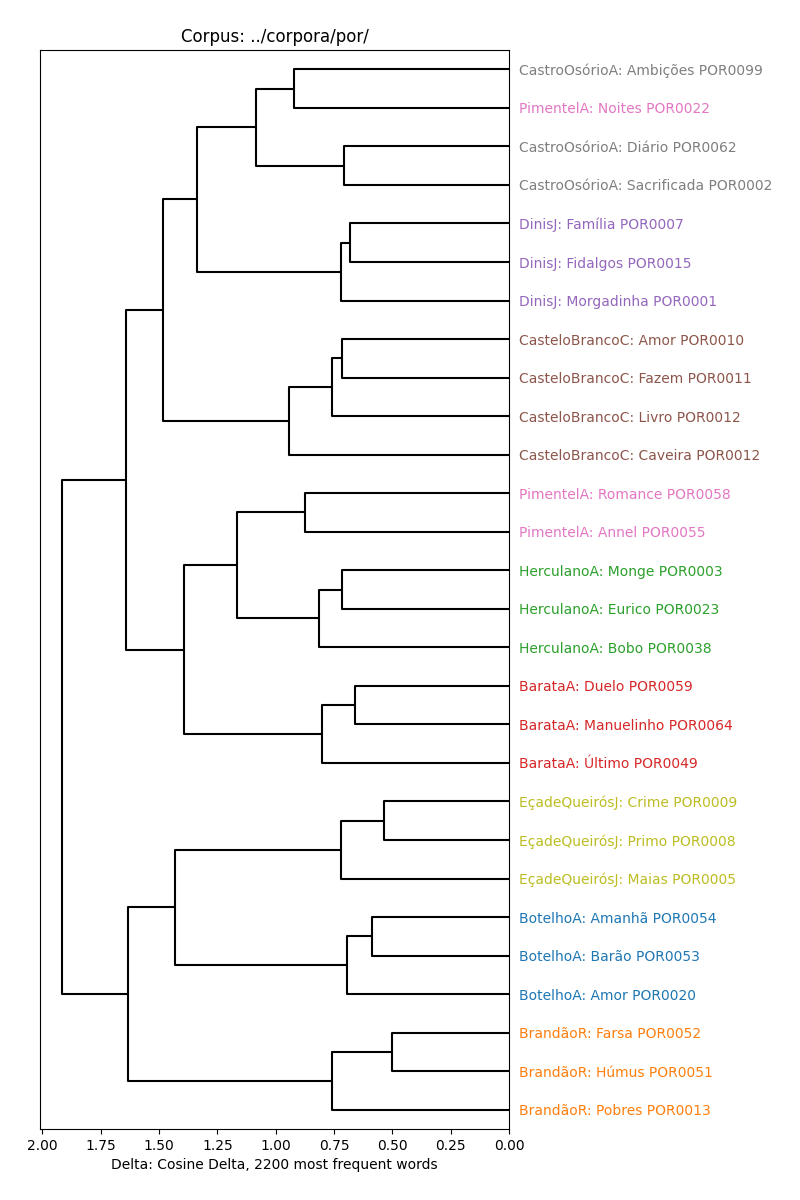 Corpus: ../corpora/por/
CastroOsórioA: Ambições POR0099
PimentelA: Noites POR0022
CastroOsórioA: Diário POR0062
CastroOsórioA: Sacrificada POR0002
DinisJ: Família POR0007
DinisJ: Fidalgos POR0015
DinisJ: Morgadinha POR0001
CasteloBrancoC: Amor POR0010
CasteloBrancoC: Fazem POR0011
CasteloBrancoC: Livro POR0012
CasteloBrancoC: Caveira POR0012
PimentelA: Romance POR0058
PimentelA: Annel POR0055
HerculanoA: Monge POR0003
HerculanoA: Eurico POR0023
HerculanoA: Bobo POR0038
BarataA: Duelo POR0059
BarataA: Manuelinho POR0064
BarataA: Último POR0049
EçadeQueirósJ: Crime POR0009
EçadeQueirósJ: Primo POR0008
EçadeQueirósJ: Maias POR0005
BotelhoA: Amanhã POR0054
BotelhoA: Barão POR0053
BotelhoA: Amor POR0020
BrandãoR: Farsa POR0052
BrandãoR: Húmus POR0051
BrandãoR: Pobres POR0013
2.00 1.75 1.50 1.25 1.00 0.75 0.50 0.25 0.00
Delta: Cosine Delta, 2200 most frequent words